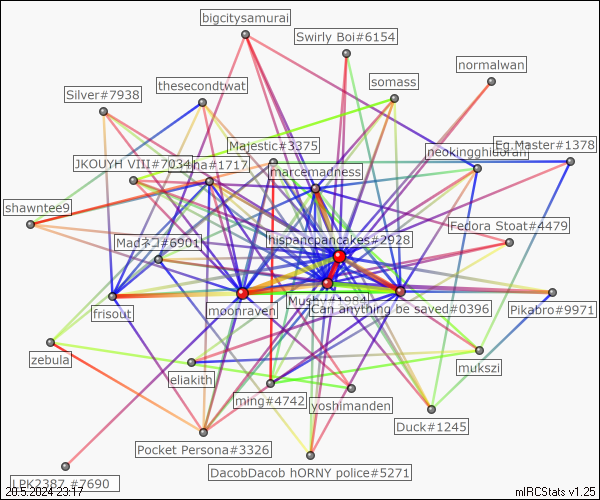 bigcitysamurai
Swirly Boi#6154
normalwan
somass
thesecondtwat
Silver#7938
Majestic#3375
Eg.Master#1378
neokingghidrah
JKOUYH VIII#7034
ha#1717
marcemadness
shawntee9
Fedora Stoat#4479
Madネコ#6901
hispancpancakes#2928
Mushy#1984
Can anything be saved#0396
Pikabro#9971
moonraven
frisout
zebula
mukszi
eliakith
ming#4742
yoshimanden
Duck#1245
Pocket Persona#3326
DacobDacob hORNY police#5271
LPK2387_#7690
20.5.2024 23:17
mIRCStats v1.25